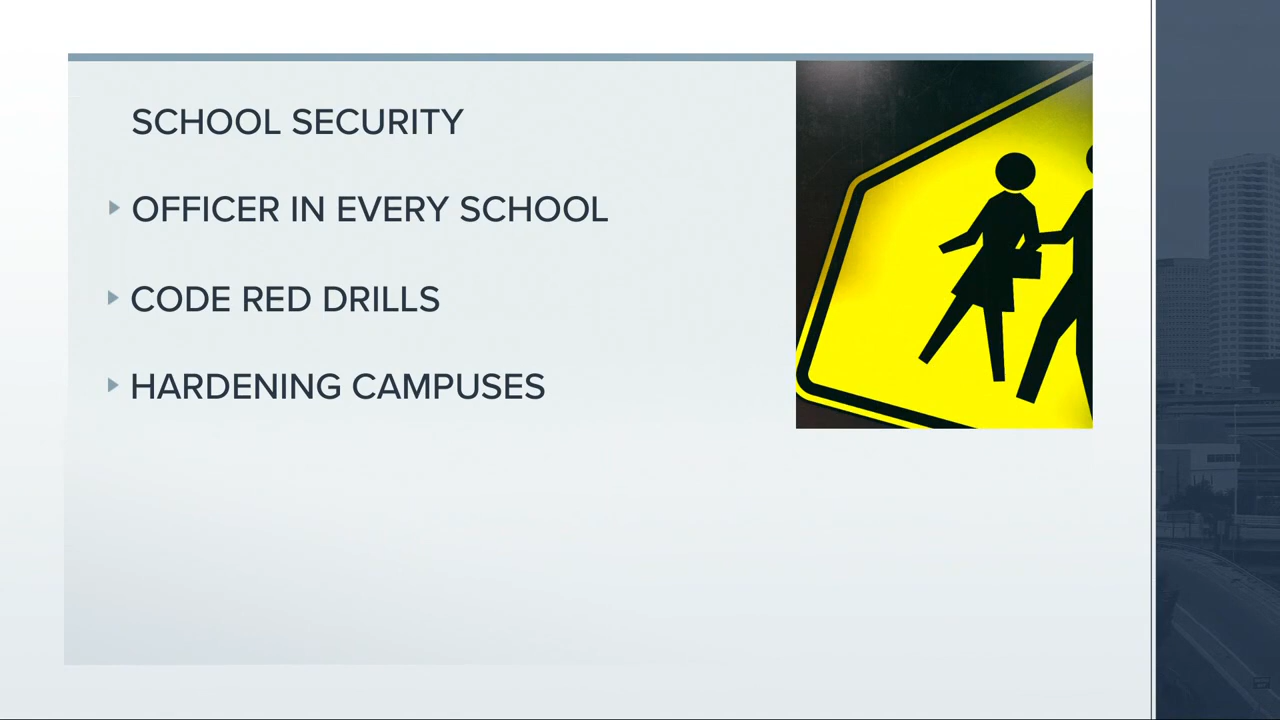 SCHOOL SECURITY
OFFICER IN EVERY SCHOOL
CODE RED DRILLS
HARDENING CAMPUSES